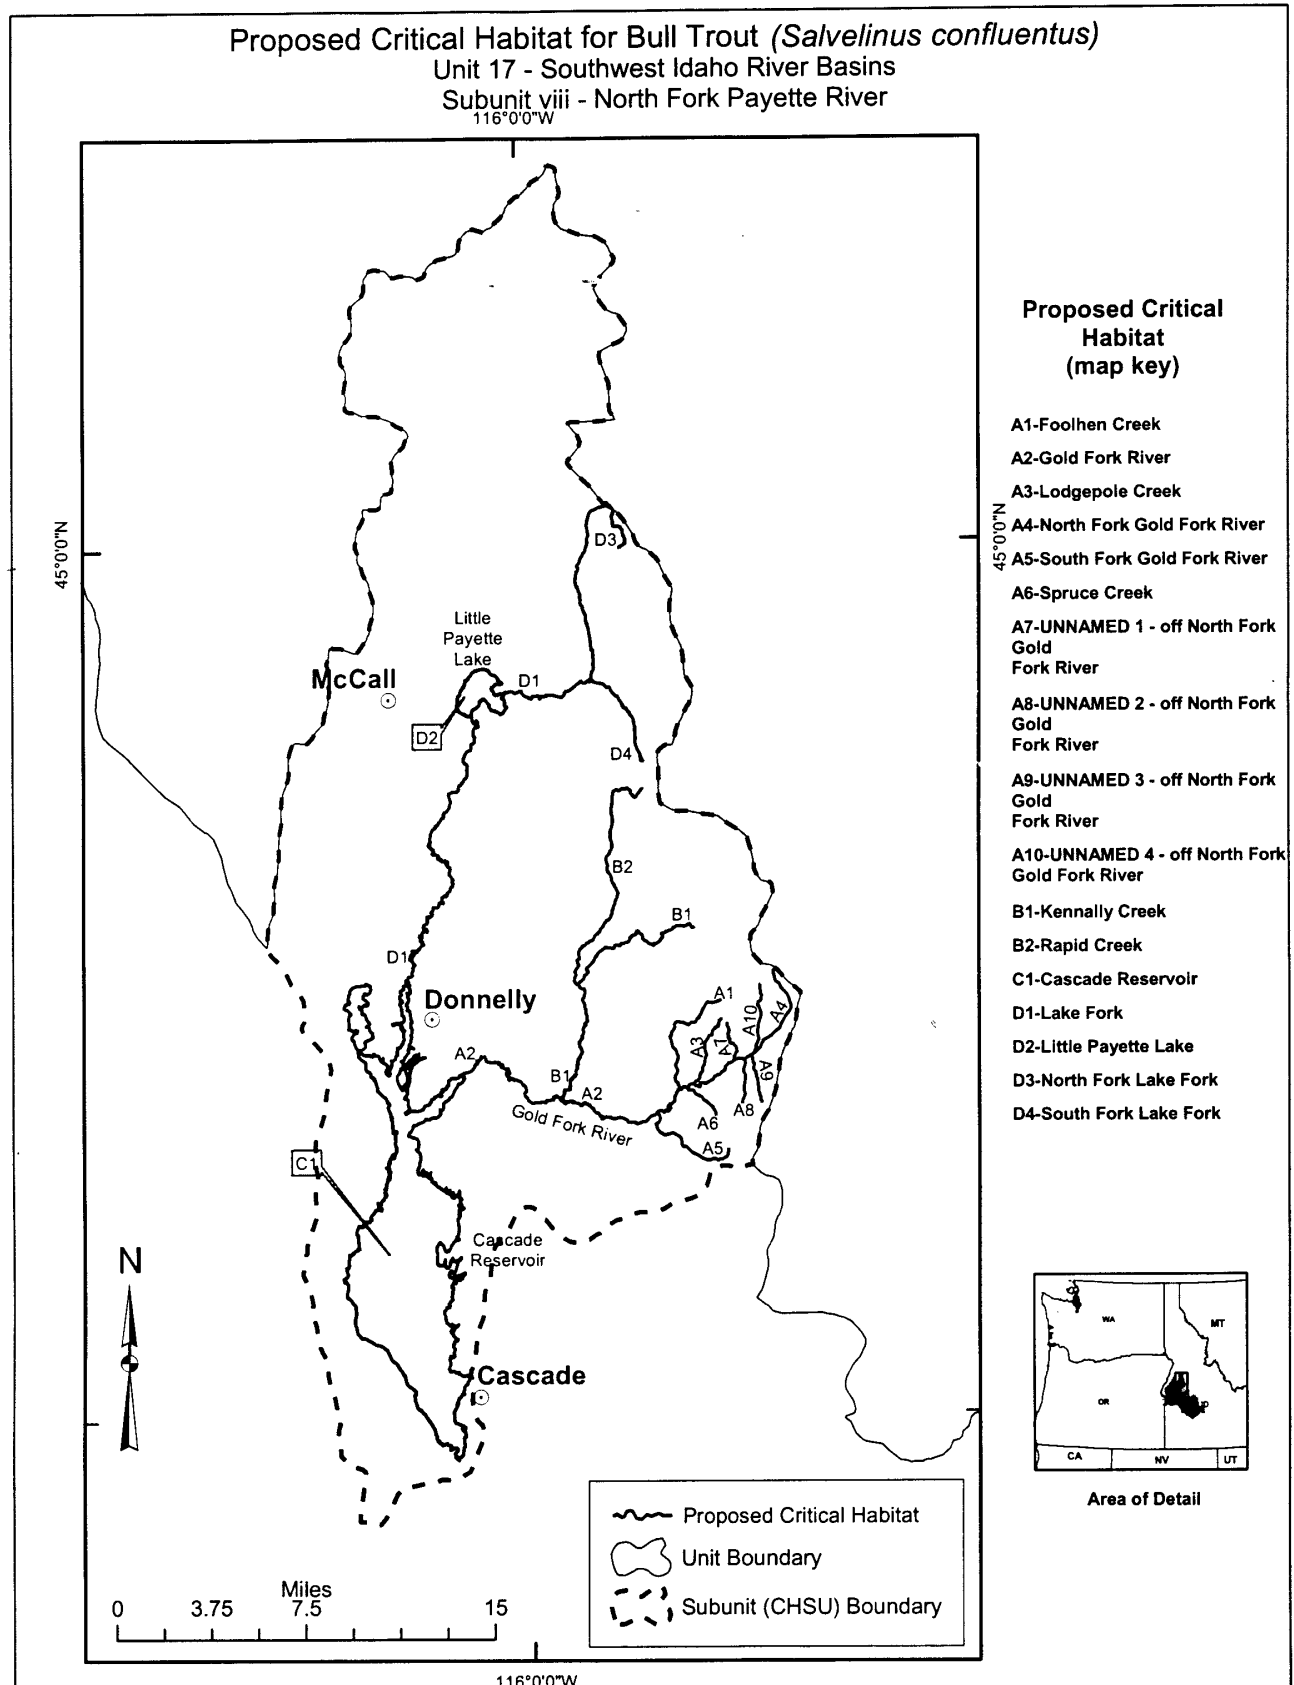 Proposed Critical Habitat for Bull Trout (Salvelinus confluentus)
Unit 17 - Southwest Idaho River Basins
Subunit viii - North Fork Payette River
116°0'0"W
45°0'0"N
45°0'0"N
D3
Little
Payette
Lake
McCall
D1
D2
D4
B2
B1
D1
Donnelly
A1
A10
A4
A3
A7
A2
B1
A2
A9
A8
A6
A5
Gold Fork River
C1
Cascade
Reservoir
Cascade
N
Miles
0 3.75 7.5 15
116°0'0"W
Proposed Critical Habitat
Unit Boundary
Subunit (CHSU) Boundary
Proposed Critical
Habitat
(map key)
A1-Foolhen Creek
A2-Gold Fork River
A3-Lodgepole Creek
A4-North Fork Gold Fork River
A5-South Fork Gold Fork River
A6-Spruce Creek
A7-UNNAMED 1 - off North Fork
Gold
Fork River
A8-UNNAMED 2 - off North Fork
Gold
Fork River
A9-UNNAMED 3 - off North Fork
Gold
Fork River
A10-UNNAMED 4 - off North Fork
Gold Fork River
B1-Kennally Creek
B2-Rapid Creek
C1-Cascade Reservoir
D1-Lake Fork
D2-Little Payette Lake
D3-North Fork Lake Fork
D4-South Fork Lake Fork
WA
MT
OR
CA
NV
UT
Area of Detail